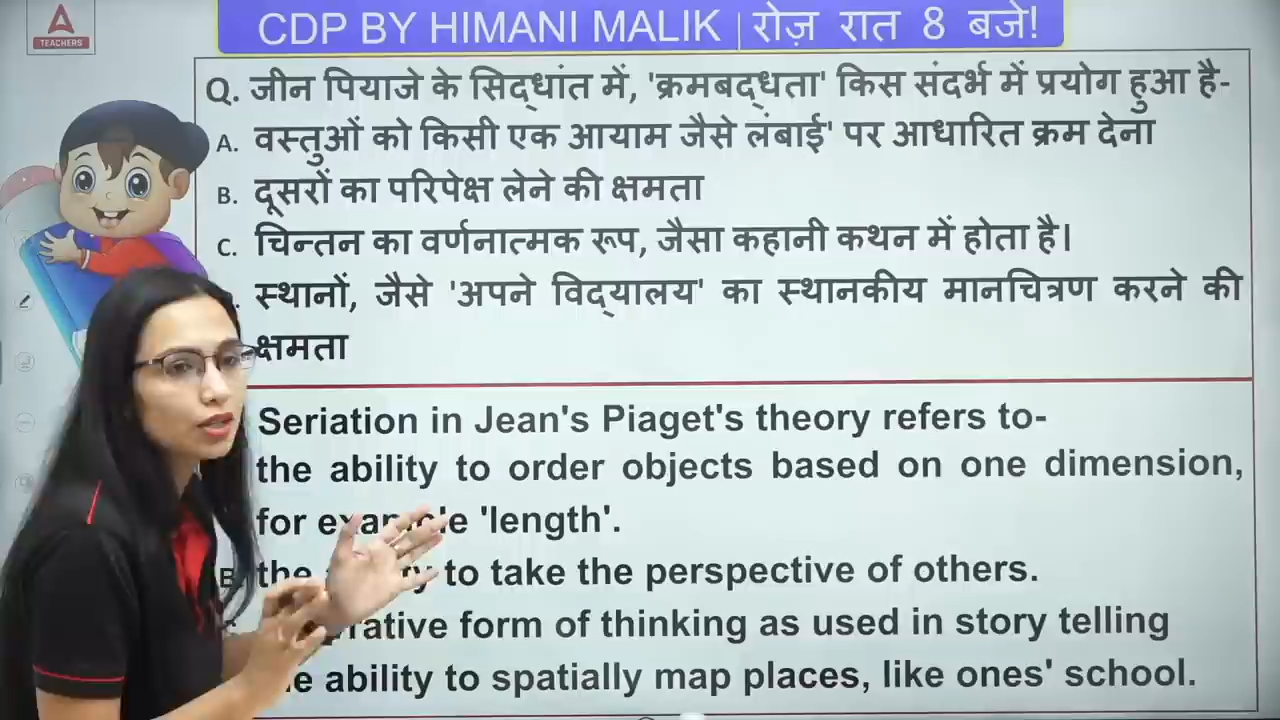 A
TEACHERS
CDP BY HIMANI MALIK | रोज़ रात 8 बजे!
Q. जीन पियाजे के सिद्धांत में, 'क्रमबद्धता' किस संदर्भ में प्रयोग हुआ है-
A. वस्तुओं को किसी एक आयाम जैसे लंबाई' पर आधारित क्रम देना
B. दूसरों का परिपेक्ष लेने की क्षमता
C. चिन्तन का वर्णनात्मक रूप, जैसा कहानी कथन में होता है।
स्थानों, जैसे 'अपने विद्यालय' का स्थानकीय मानचित्रण करने की
क्षमता
Seriation in Jean's Piaget's theory refers to-
the ability to order objects based on one dimension,
for example 'length'.
B. the to take the perspective of others.
form of thinking as used in story telling
ability to spatially map places, like ones' school.